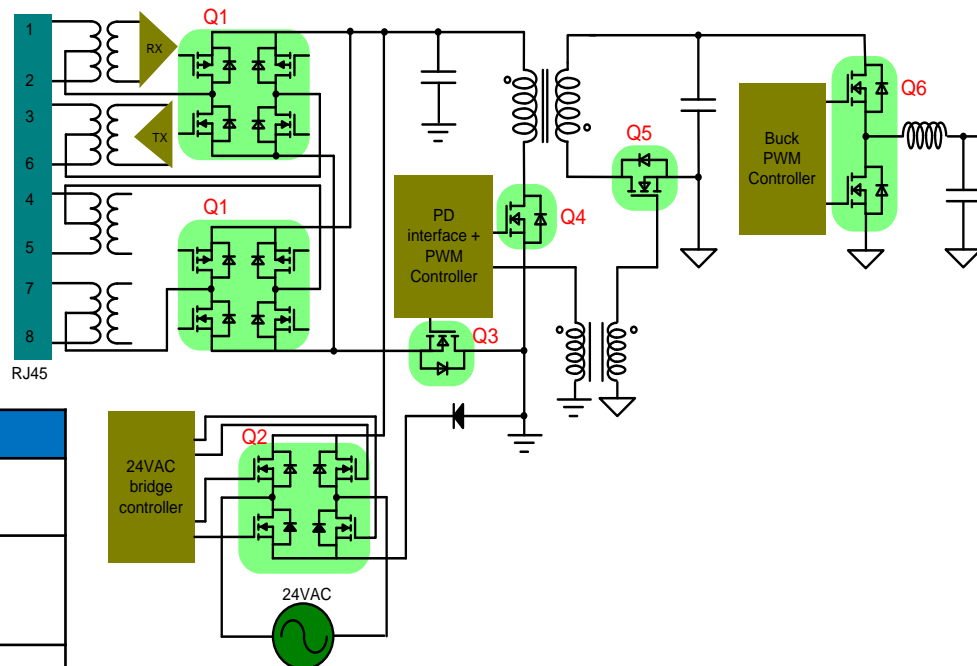 1
2
3
6
4
5
7
8
RJ45
RX
TX
Q1
Q1
PD
interface +
PWM
Controller
Q4
Q3
Q5
Buck
PWM
Controller
Q6
24VAC
bridge
controller
Q2
24VAC